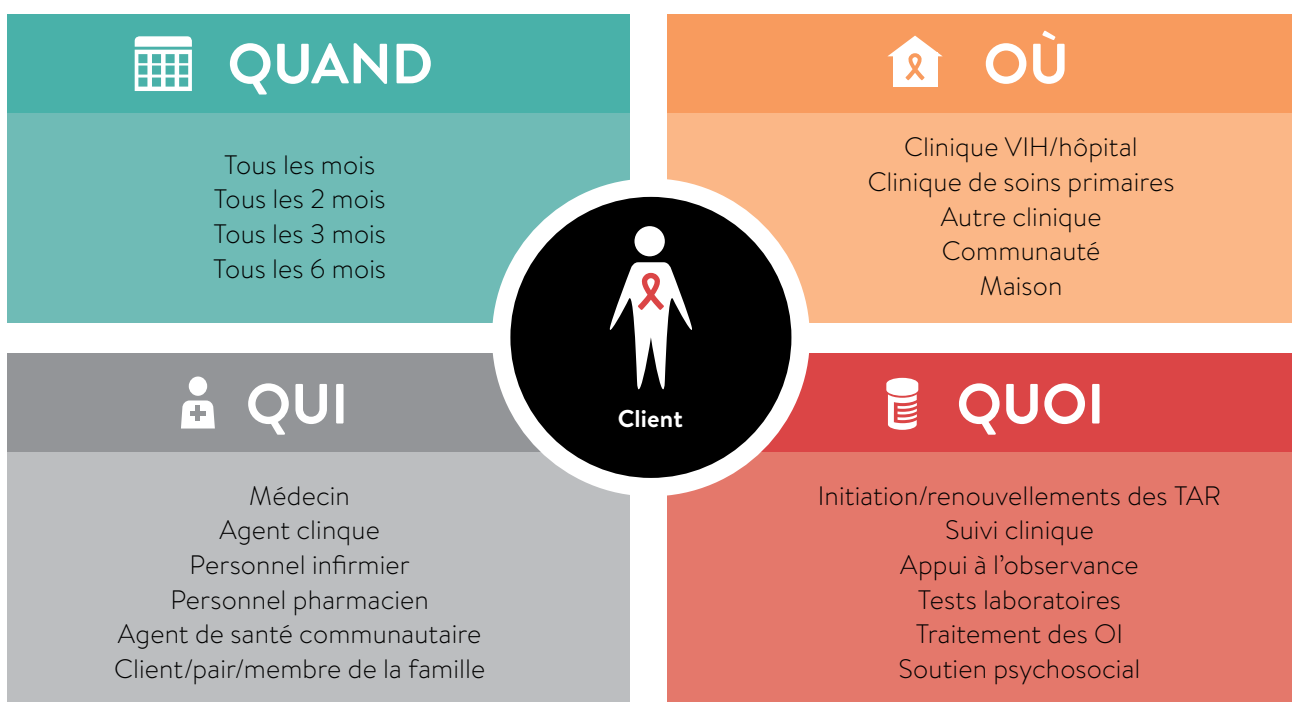 QUAND
Tous les mois
Tous les 2 mois
Tous les 3 mois
Tous les 6 mois
OÙ
Clinique VIH/hôpital
Clinique de soins primaires
Autre clinique
Communauté
Maison
Client
QUI
Médecin
Agent clinque
Personnel infirmier
Personnel pharmacien
Agent de santé communautaire
Client/pair/membre de la famille
QUOI
Initiation/renouvellements des TAR
Suivi clinique
Appui à l’observance
Tests laboratoires
Traitement des OI
Soutien psychosocial